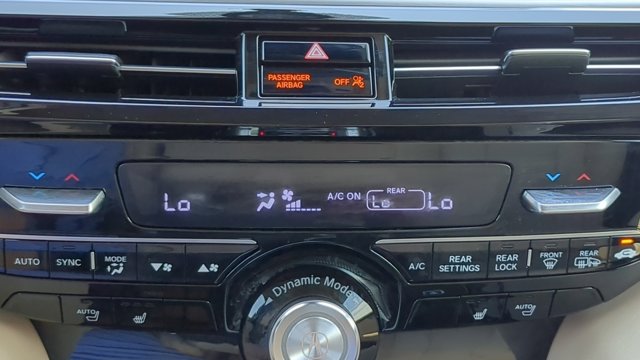 PASSENGER
AIRBAG
OFF
Lo
A/C ON
REAR
Lo
Lo
AUTO
SYNC
MODE
A/C
REAR
SETTINGS
REAR
LOCK
FRONT
REAR
Dynamic Mode
AUTO
AUTO